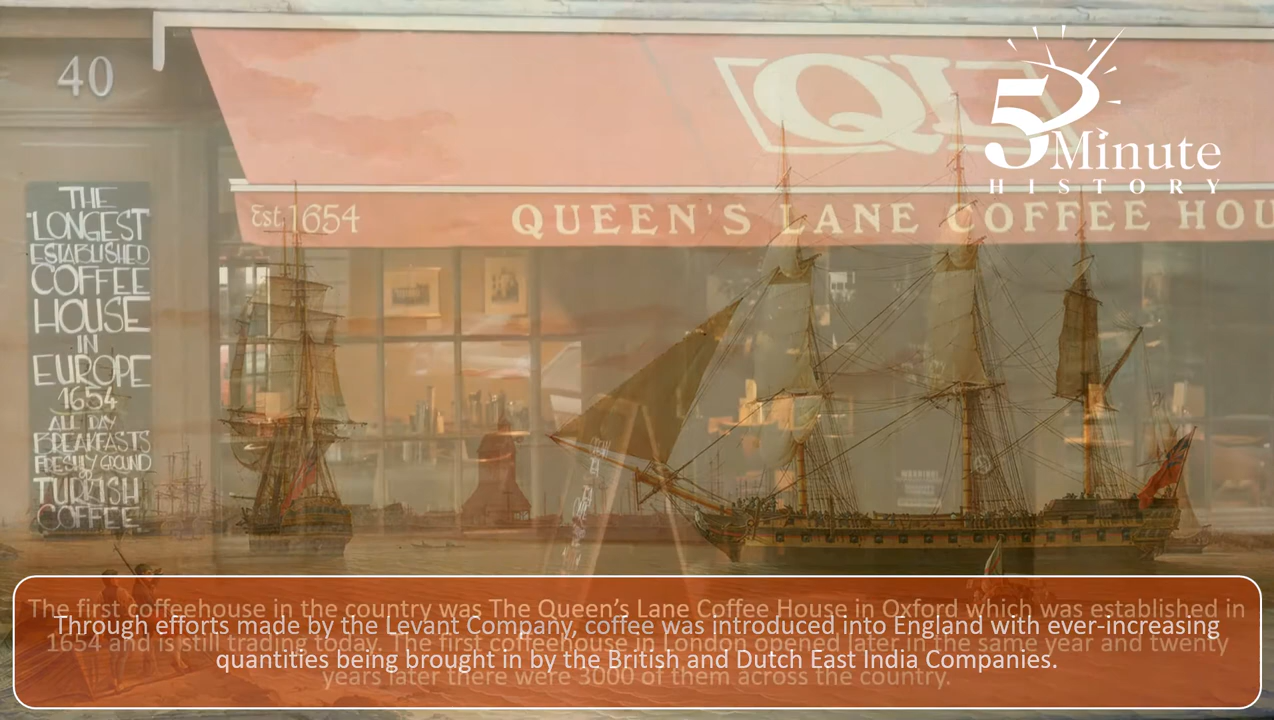 40
THE
LONGEST
ESTABLISHED
COFFEE
HOUSE
IN
EUROPE
1654
ALL DAY
BREAKFASTS
FRESHLY GROUND
TURKISH
COFFEE
QL
Est. 1654
QUEEN'S LANE COFFEE HOU
5
Minute
HISTORY
The first coffeehouse in the country was The Queen's Lane Coffee House in Oxford which was established in
1654 and is still trading today. The first coffeehouse in London opened later in the same year and twenty
years later there were 3000 of them across the country.
Through efforts made by the Levant Company, coffee was introduced into England with ever-increasing
quantities being brought in by the British and Dutch East India Companies.